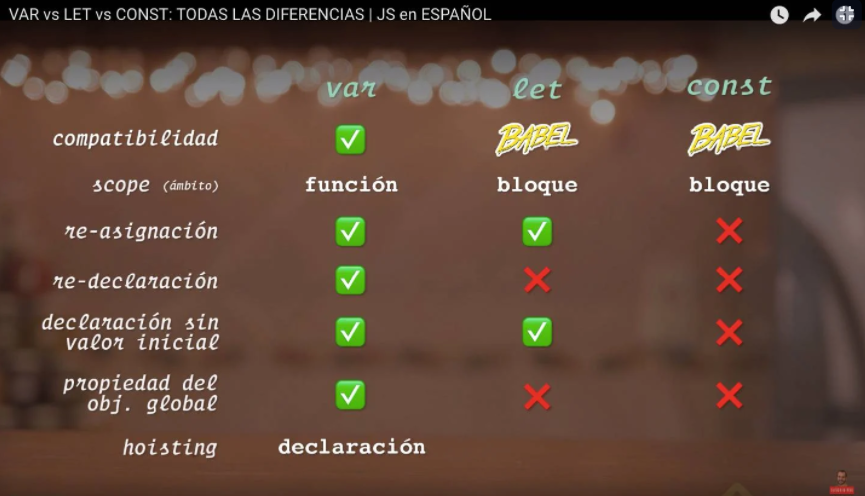 VAR vs LET vs CONST: TODAS LAS DIFERENCIAS | JS en ESPAÑOL
var let const
compatibilidad BABEL BABEL
scope (ámbito) función bloque bloque
re-asignación
re-declaración
declaración sin
valor inicial
propiedad del
obj. global
hoisting declaración